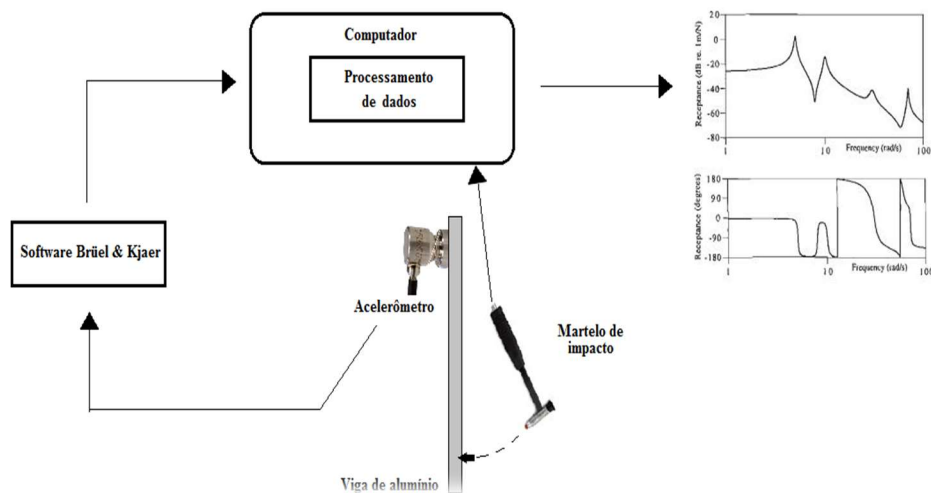 Computador
Processamento
de dados
Software Brüel & Kjaer
Acelerômetro
Martelo de
impacto
Viga de alumínio
Receptance (dB re. 1m/N)
20
0
-20
-40
-60
-80
1
10
100
Frequency (rad/s)
Receptance (degrees)
180
90
0
-90
-180
1
10
100
Frequency (rad/s)